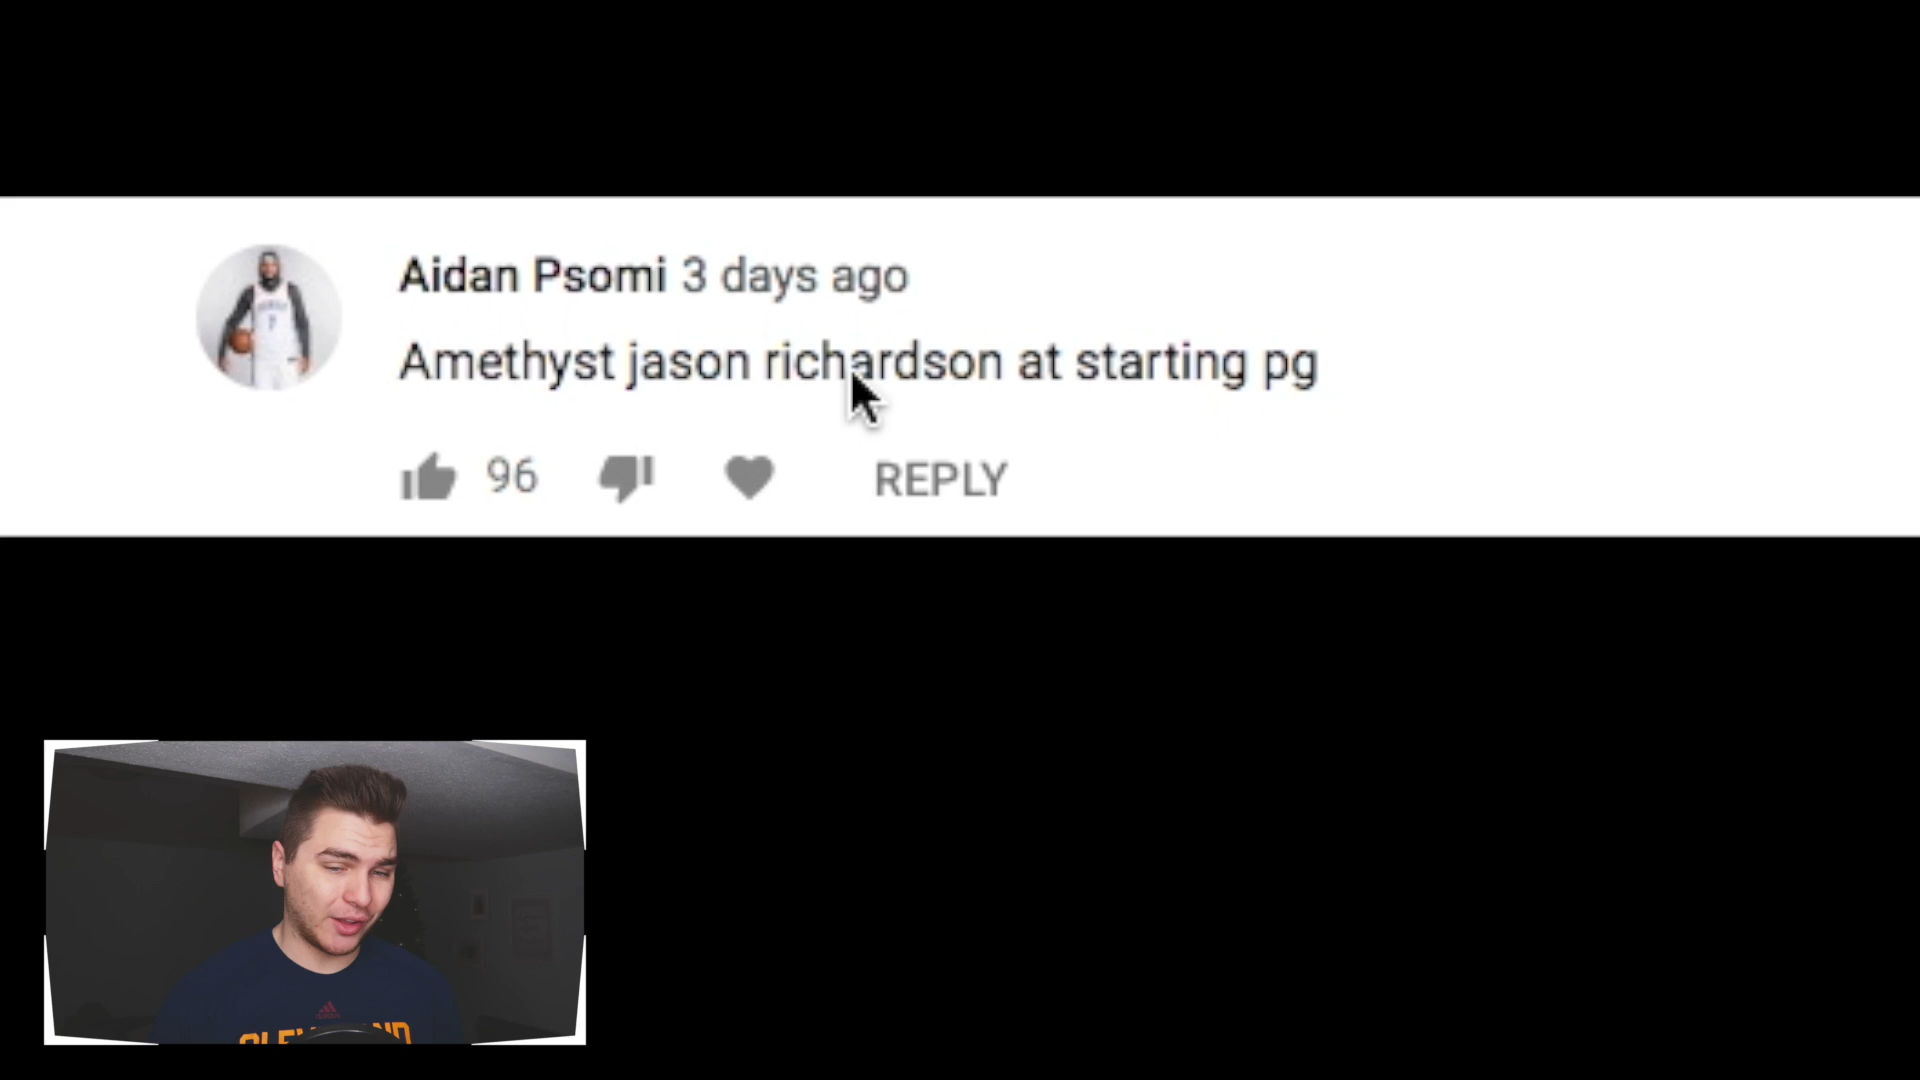 Aidan Psomi 3 days ago
Amethyst jason richardson at starting pg
96 REPLY